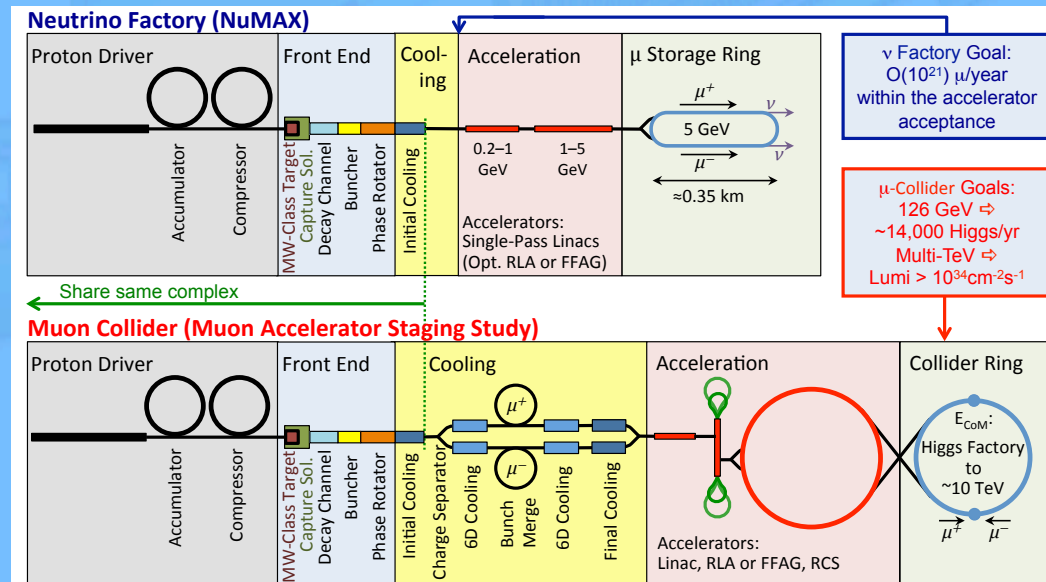 Neutrino Factory (NuMAX)
Proton Driver
Front End
Cool-
ing
Acceleration
μ Storage Ring
ν Factory Goal:
O(10²¹) μ/year
within the accelerator
acceptance
μ⁺
ν
5 GeV
μ⁻
ν
≈0.35 km
0.2–1
GeV
1–5
GeV
Accelerators:
Single-Pass Linacs
(Opt. RLA or FFAG)
Accumulator
Compressor
MW-Class Target
Capture Sol.
Decay Channel
Buncher
Phase Rotator
Initial Cooling
μ-Collider Goals:
126 GeV ⇨
~14,000 Higgs/yr
Multi-TeV ⇨
Lumi > 10³⁴cm⁻²s⁻¹
Share same complex
Muon Collider (Muon Accelerator Staging Study)
Proton Driver
Front End
Cooling
Acceleration
Collider Ring
μ⁺
μ⁻
Accumulator
Compressor
MW-Class Target
Capture Sol.
Decay Channel
Buncher
Phase Rotator
Initial Cooling
Charge Separator
6D Cooling
Bunch
Merge
6D Cooling
Final Cooling
Accelerators:
Linac, RLA or FFAG, RCS
E_CoM:
Higgs Factory
to
~10 TeV
μ⁺ μ⁻